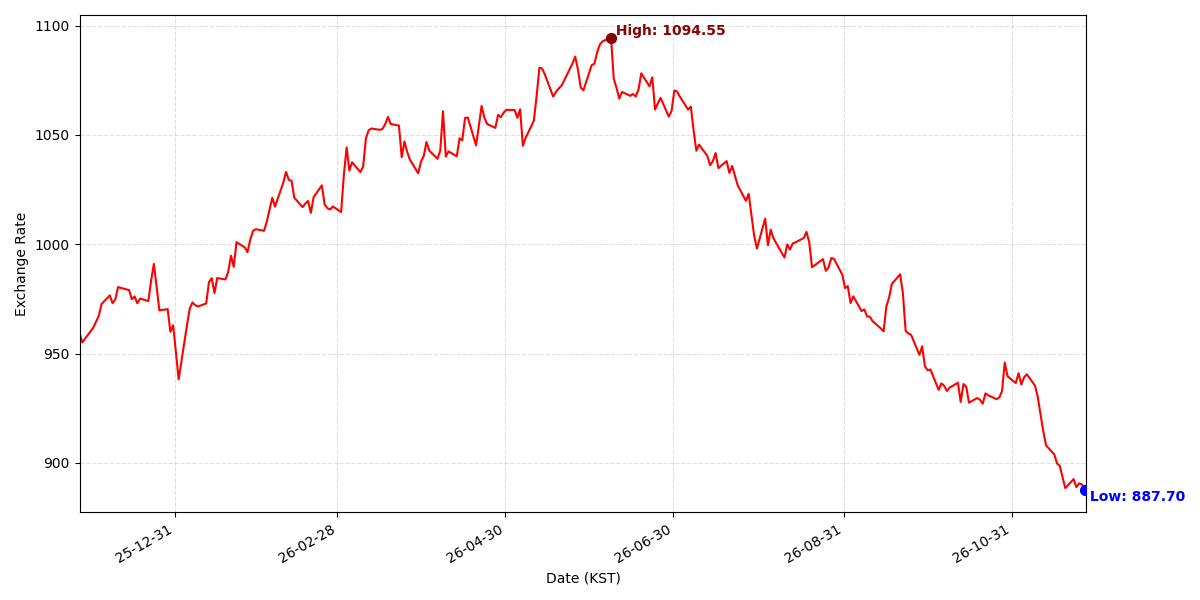 1100
High: 1094.55
1050
1000
950
900
Low: 887.70
Exchange Rate
25-12-31
26-02-28
26-04-30
26-06-30
26-08-31
26-10-31
Date (KST)